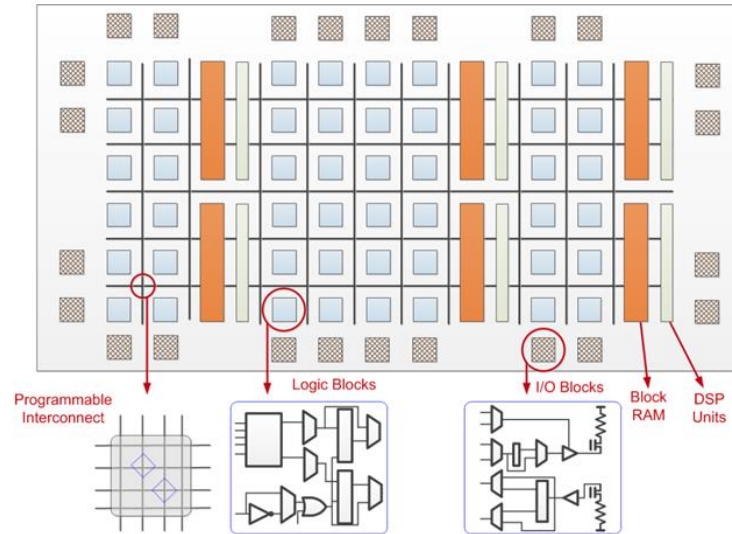 Programmable
Interconnect
Logic Blocks
I/O Blocks
Block
RAM
DSP
Units